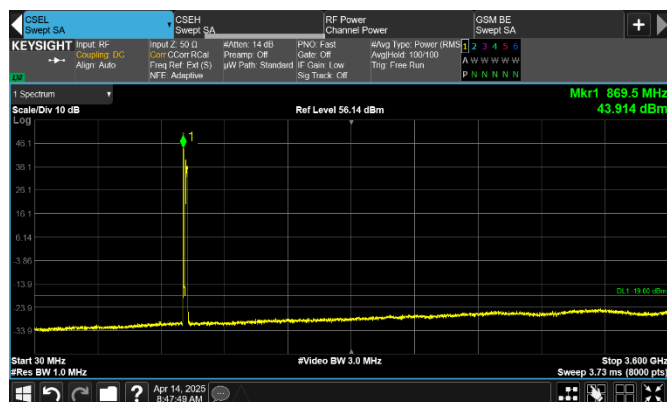 CSEL
Swept SA
CSEH
Swept SA
RF Power
Channel Power
GSM BE
Swept SA
KEYSIGHT
Input: RF
Coupling: DC
Align: Auto
Input Z: 50 Ω
Corr CCorr RCal
Freq Ref: Ext (S)
NFE: Adaptive
#Atten: 14 dB
Preamp: Off
µW Path: Standard
PNO: Fast
Gate: Off
IF Gain: Low
Sig Track: Off
#Avg Type: Power (RMS)
Avg|Hold: 100/100
Trig: Free Run
1 2 3 4 5 6
A W W W W W
P N N N N N
1 Spectrum
Scale/Div 10 dB
Ref Level 56.14 dBm
Mkr1 869.5 MHz
43.914 dBm
Log
1
46.1
36.1
26.1
16.1
6.14
-3.86
-13.9
-23.9
-33.9
DL1 -19.00 dBm
Start 30 MHz
#Res BW 1.0 MHz
#Video BW 3.0 MHz
Stop 3.600 GHz
Sweep 3.73 ms (8000 pts)
?
Apr 14, 2025
8:47:49 AM